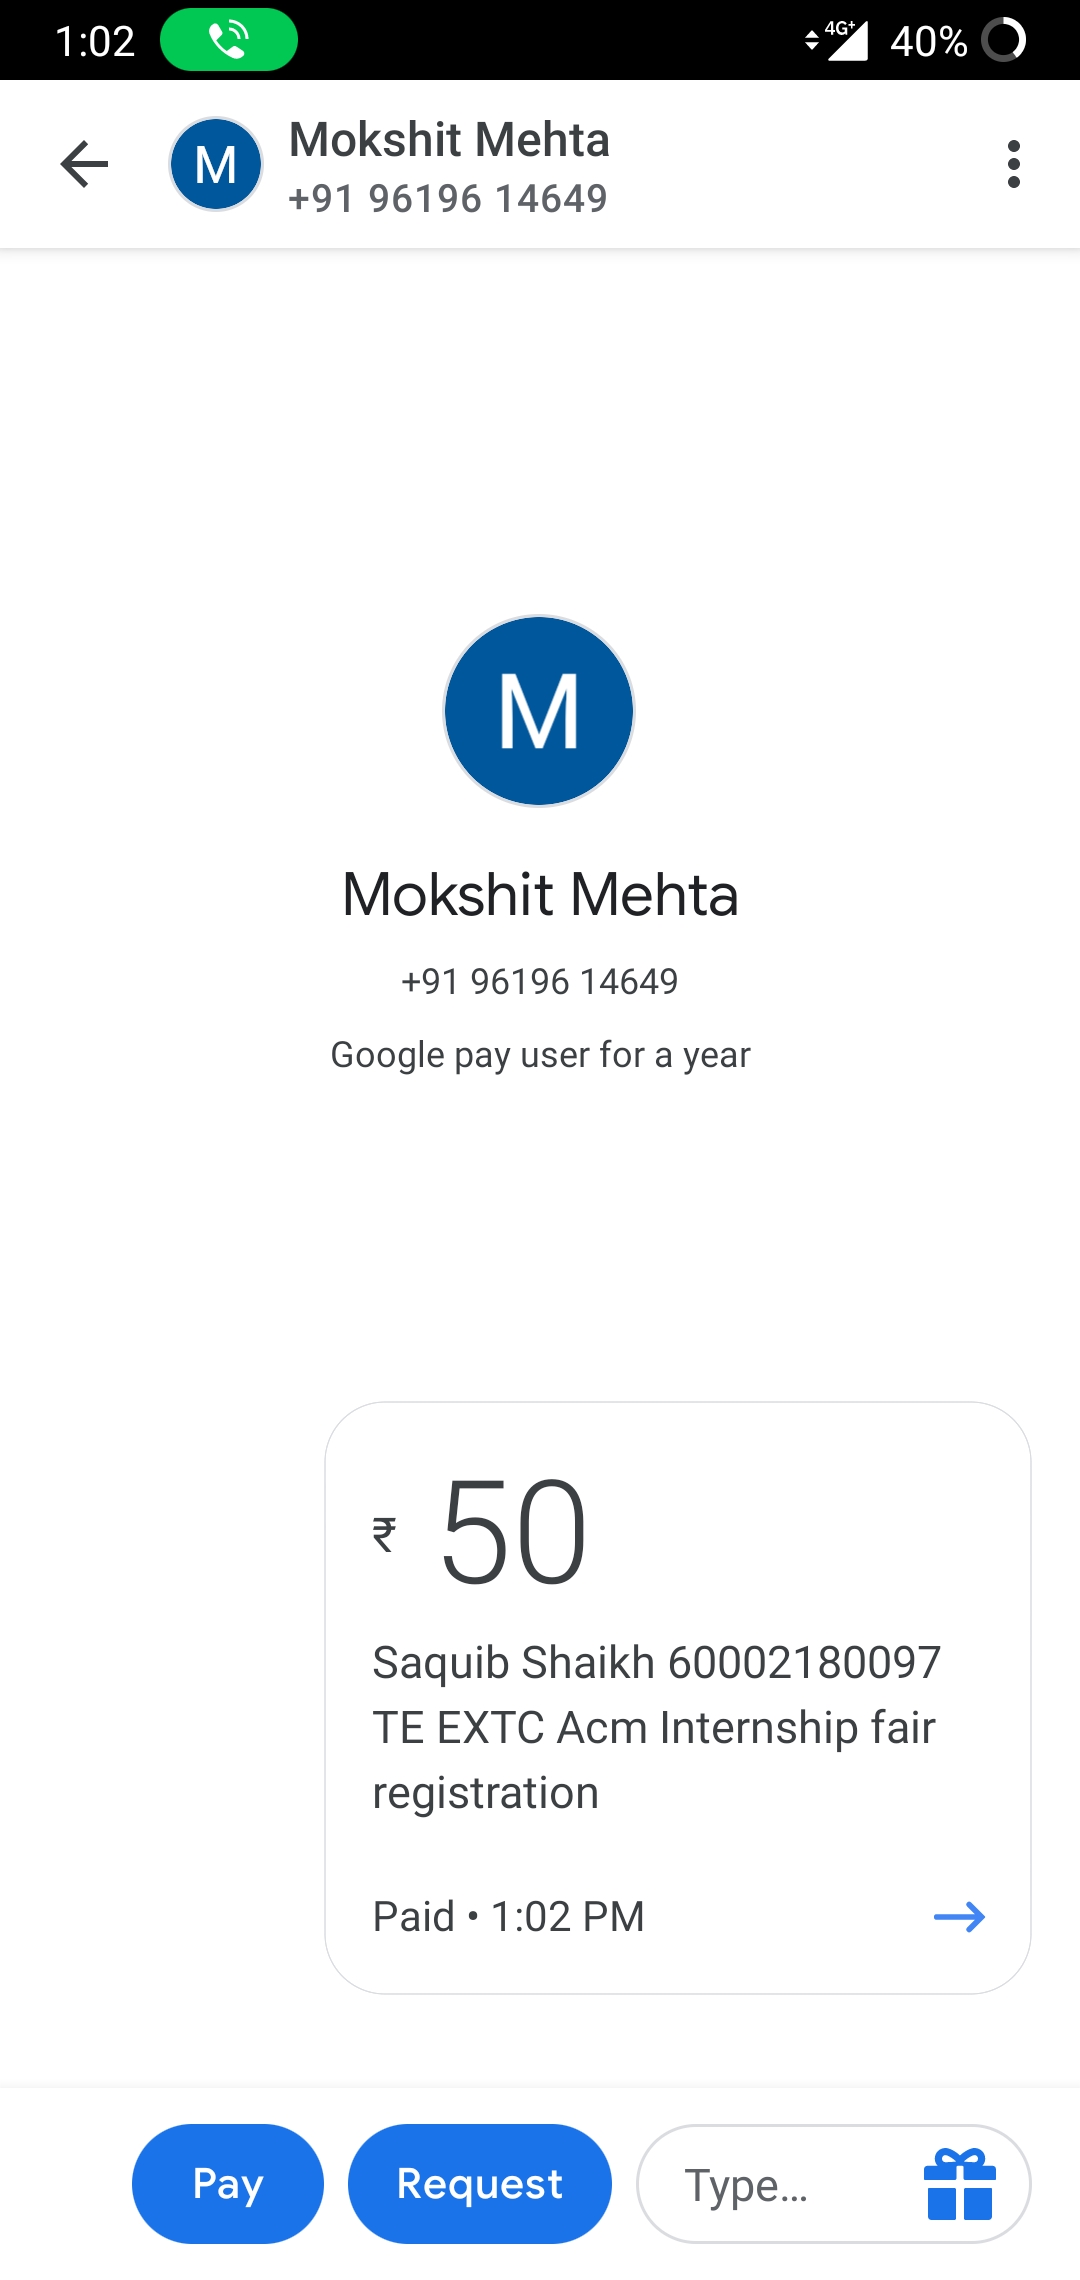 1:02
4G+
40%
M
Mokshit Mehta
+91 96196 14649
M
Mokshit Mehta
+91 96196 14649
Google pay user for a year
₹ 50
Saquib Shaikh 60002180097
TE EXTC Acm Internship fair
registration
Paid • 1:02 PM
Pay
Request
Type...